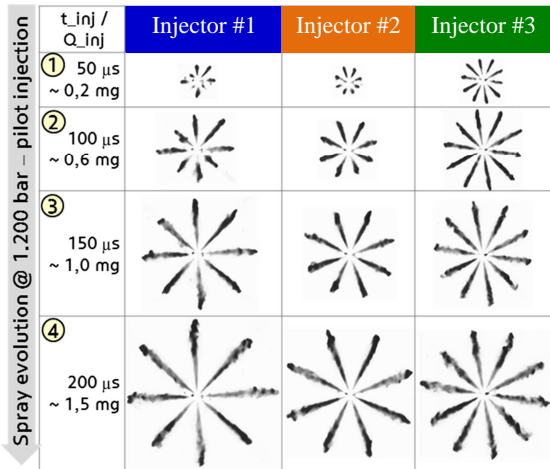 t_inj /
Q_inj
Injector #1
Injector #2
Injector #3
Spray evolution @ 1.200 bar – pilot injection
1
50 µs
~ 0,2 mg
2
100 µs
~ 0,6 mg
3
150 µs
~ 1,0 mg
4
200 µs
~ 1,5 mg